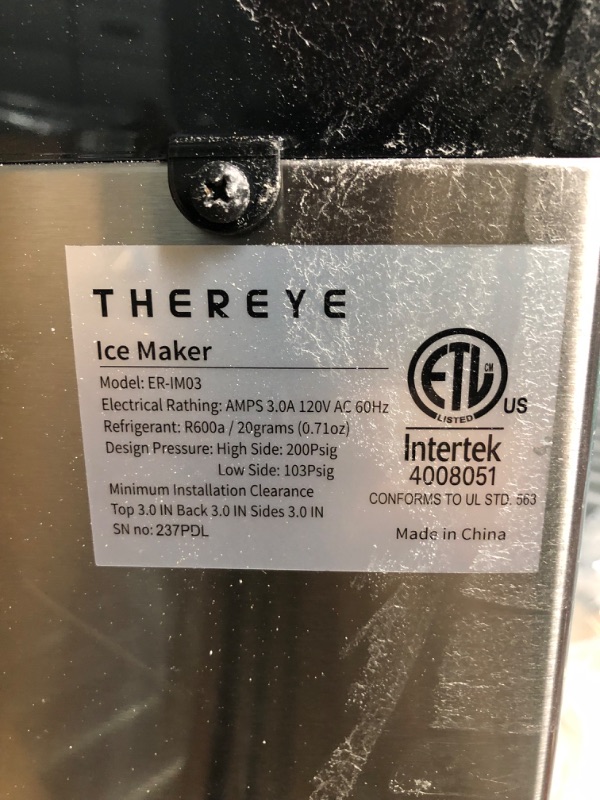 THEREYE
Ice Maker
Model: ER-IM03
Electrical Rathing: AMPS 3.0A 120V AC 60Hz
Refrigerant: R600a / 20grams (0.71oz)
Design Pressure: High Side: 200Psig
Low Side: 103Psig
Minimum Installation Clearance
Top 3.0 IN Back 3.0 IN Sides 3.0 IN
SN no: 237PDL
ETL CM
LISTED
US
Intertek
4008051
CONFORMS TO UL STD. 563
Made in China